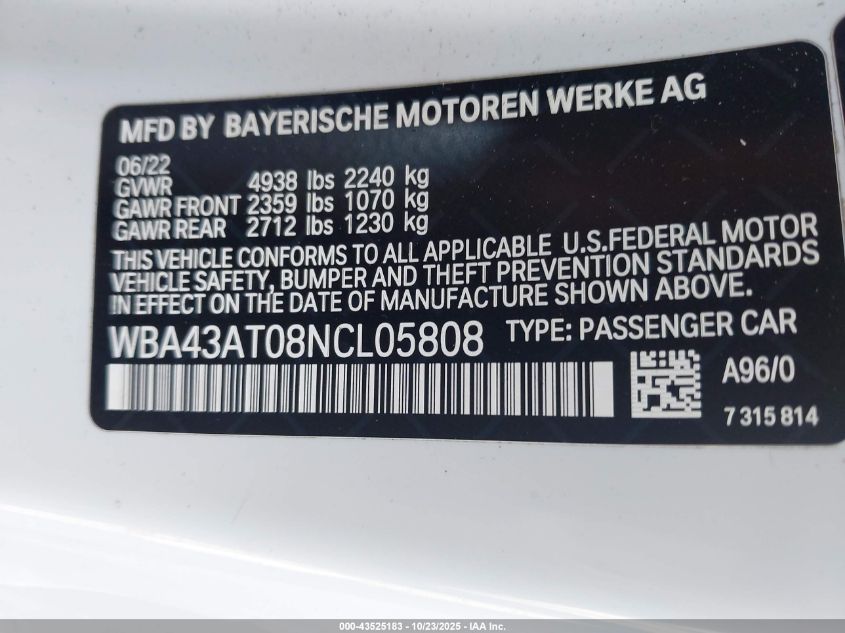 MFD BY BAYERISCHE MOTOREN WERKE AG
06/22
GVWR 4938 lbs 2240 kg
GAWR FRONT 2359 lbs 1070 kg
GAWR REAR 2712 lbs 1230 kg
THIS VEHICLE CONFORMS TO ALL APPLICABLE U.S.FEDERAL MOTOR
VEHICLE SAFETY, BUMPER AND THEFT PREVENTION STANDARDS
IN EFFECT ON THE DATE OF MANUFACTURE SHOWN ABOVE.
WBA43AT08NCL05808 TYPE: PASSENGER CAR
A96/0
7 315 814
000-43525183 - 10/23/2025 - WWW.IAAI.COM